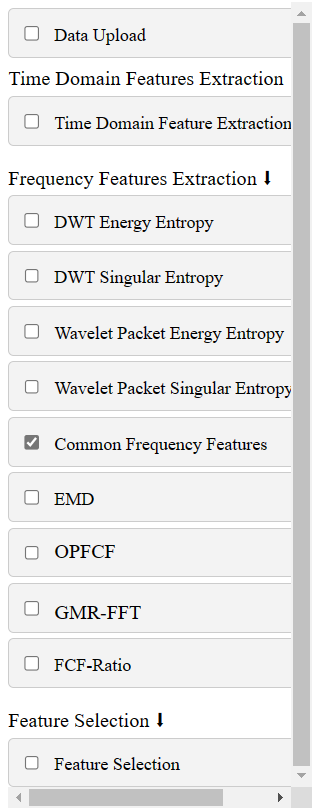 Data Upload
Time Domain Features Extraction
Time Domain Feature Extraction
Frequency Features Extraction ⬇
DWT Energy Entropy
DWT Singular Entropy
Wavelet Packet Energy Entropy
Wavelet Packet Singular Entropy
Common Frequency Features
EMD
OPFCF
GMR-FFT
FCF-Ratio
Feature Selection ⬇
Feature Selection